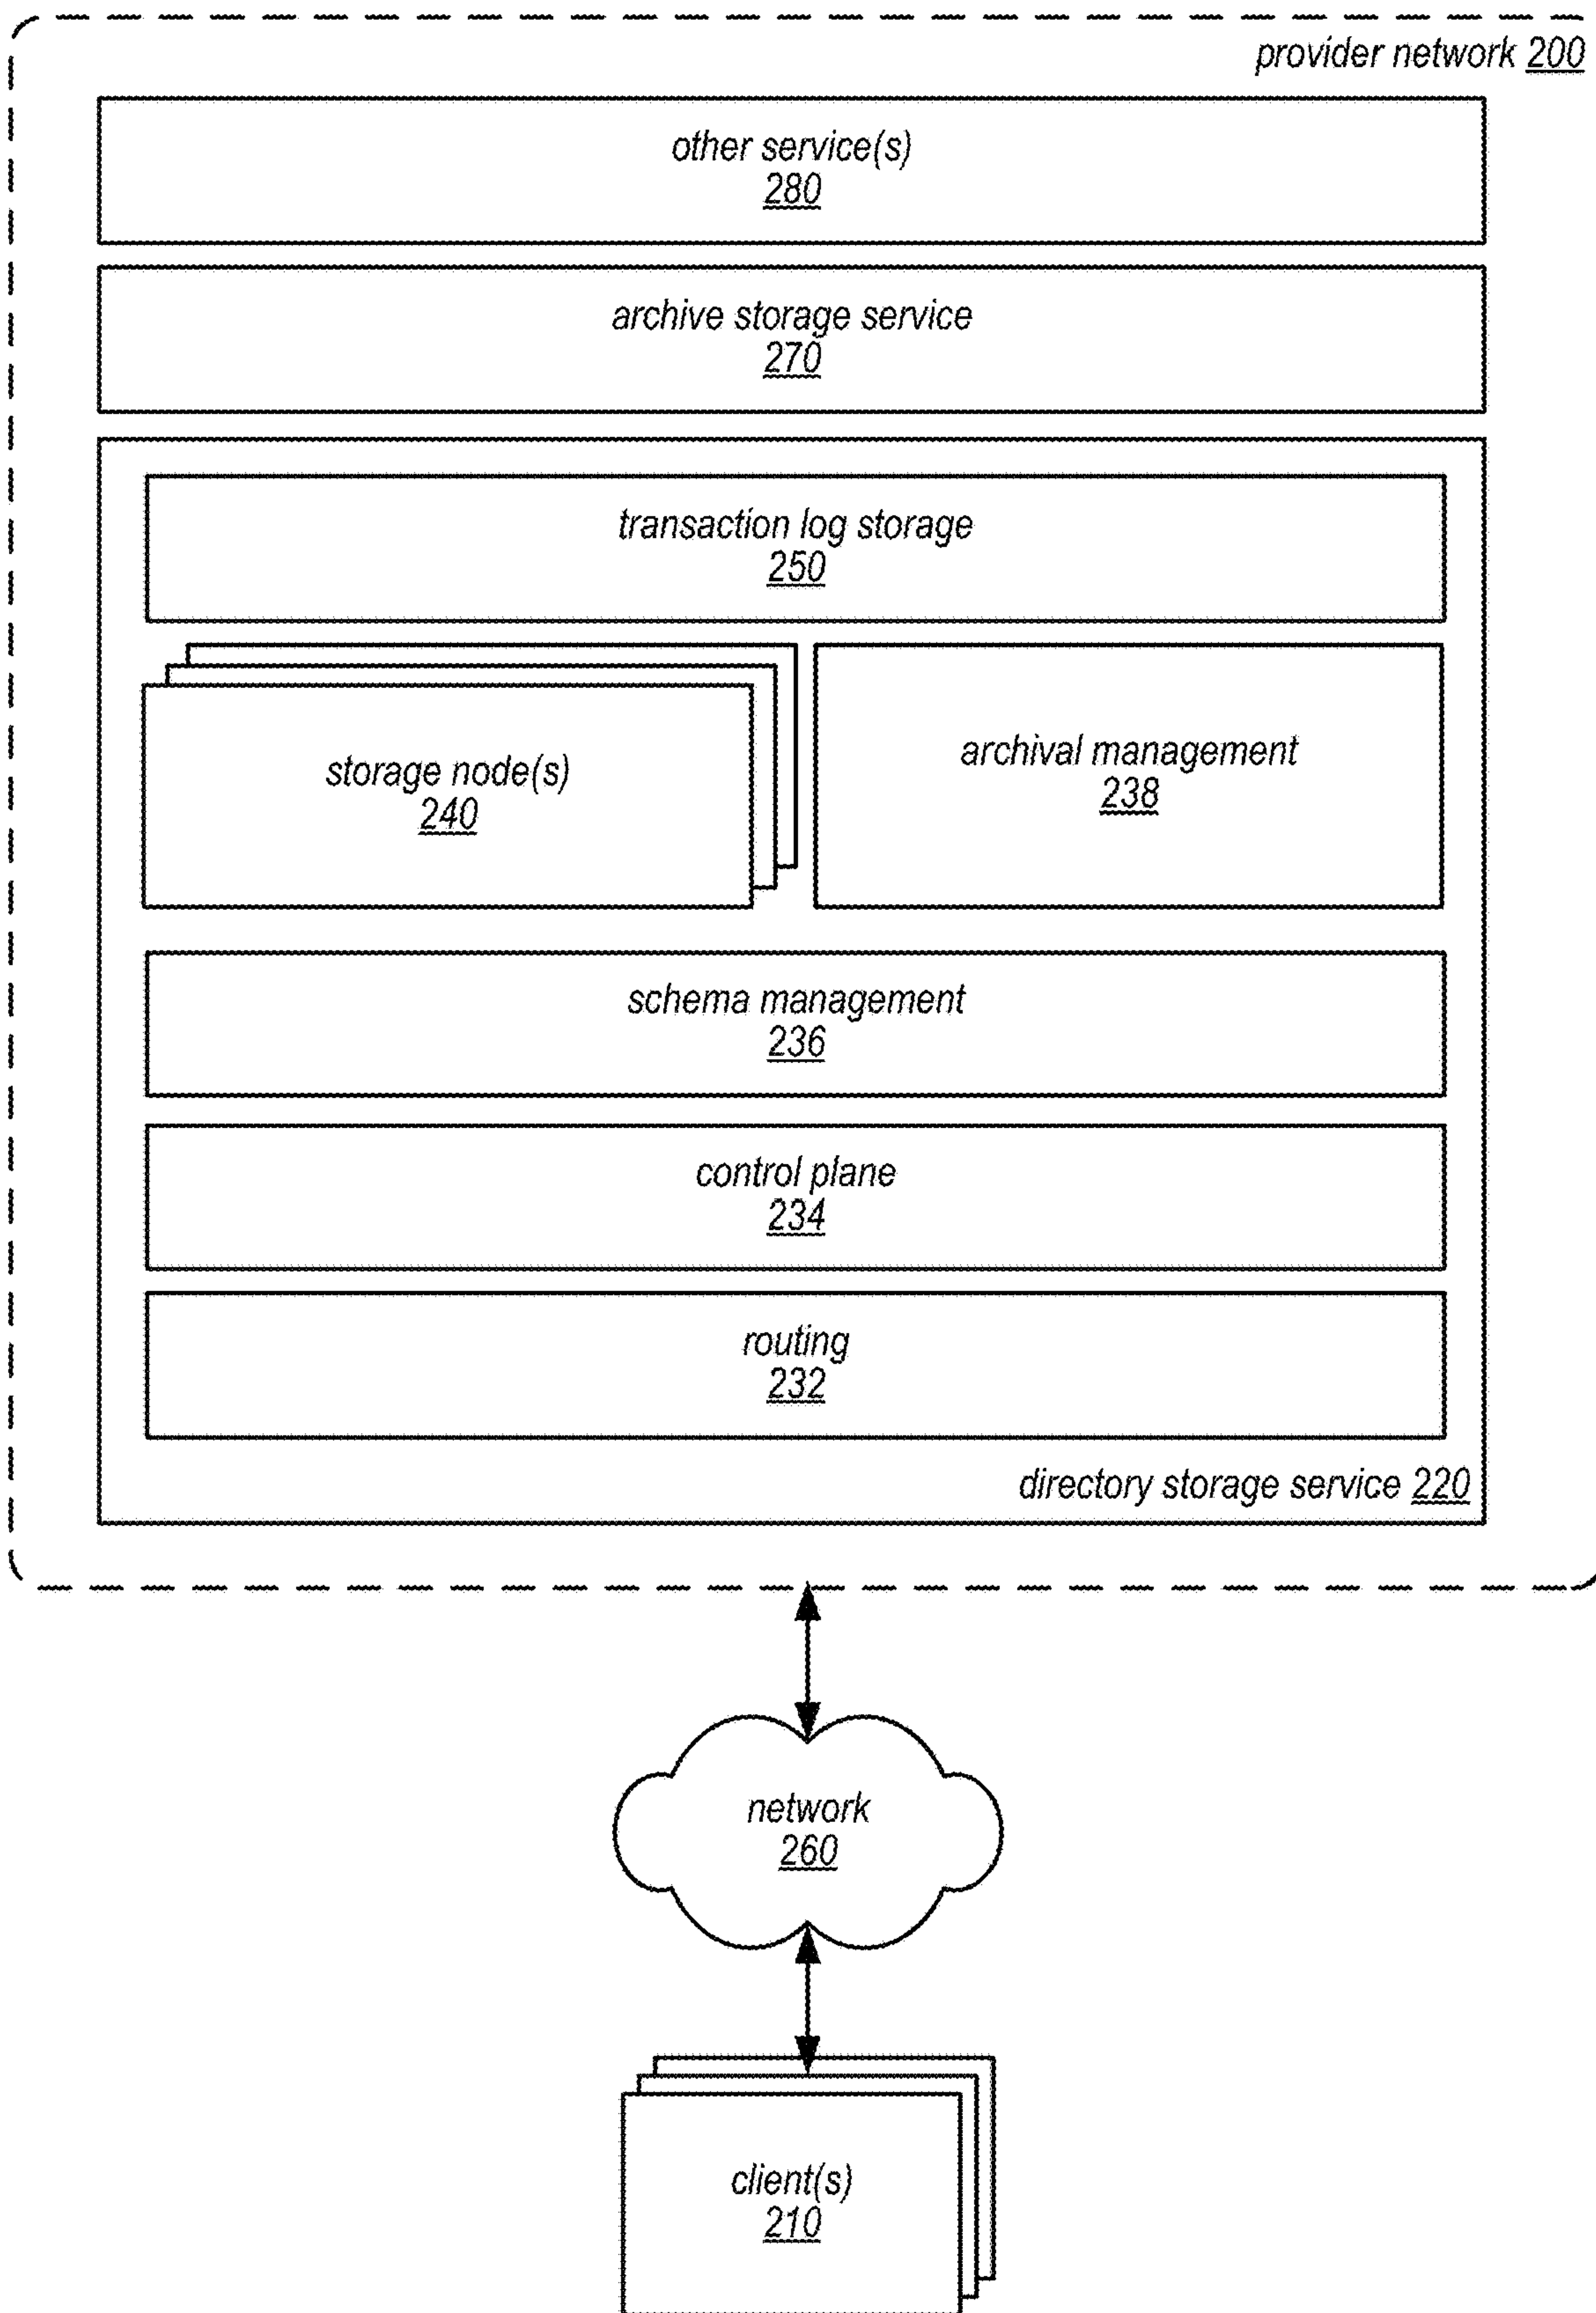 provider network 200
other service(s)
280
archive storage service
270
transaction log storage
250
storage node(s)
240
archival management
238
schema management
236
control plane
234
routing
232
directory storage service 220
network
260
client(s)
210